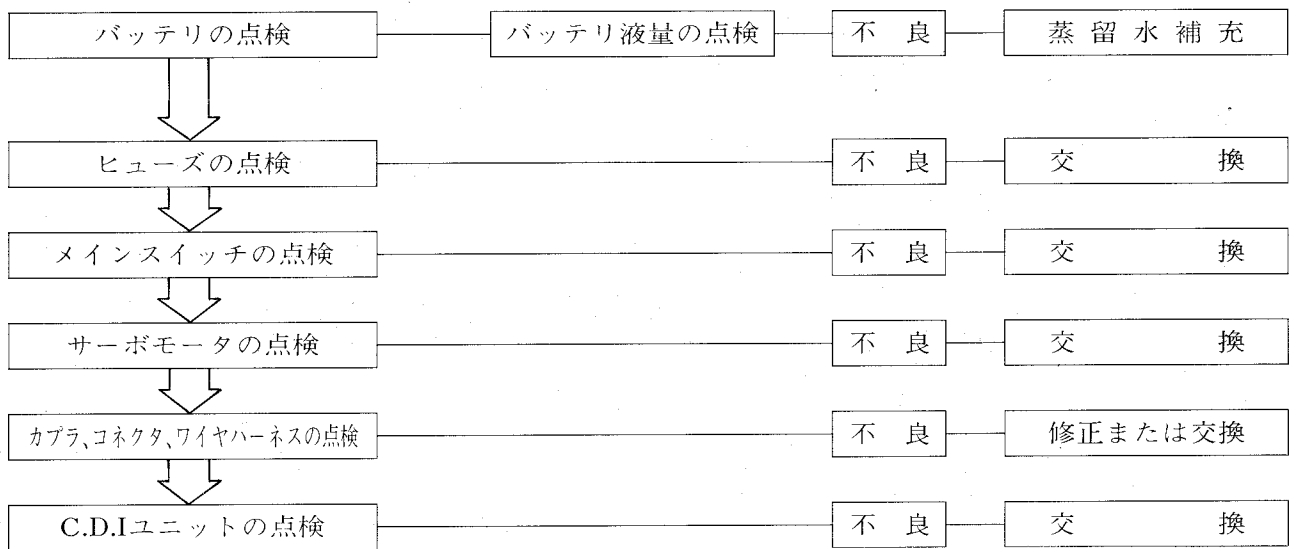 バッテリの点検 バッテリ液量の点検 不良 蒸留水補充
ヒューズの点検 不良 交換
メインスイッチの点検 不良 交換
サーボモータの点検 不良 交換
カプラ、コネクタ、ワイヤハーネスの点検 不良 修正または交換
C.D.Iユニットの点検 不良 交換